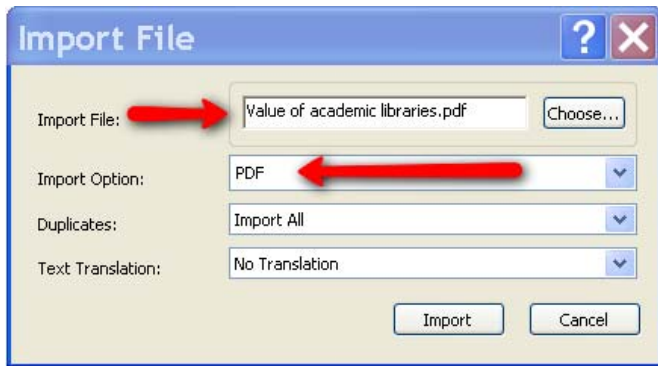 Import File ?
Import File: Value of academic libraries.pdf Choose...
Import Option: PDF
Duplicates: Import All
Text Translation: No Translation
Import Cancel